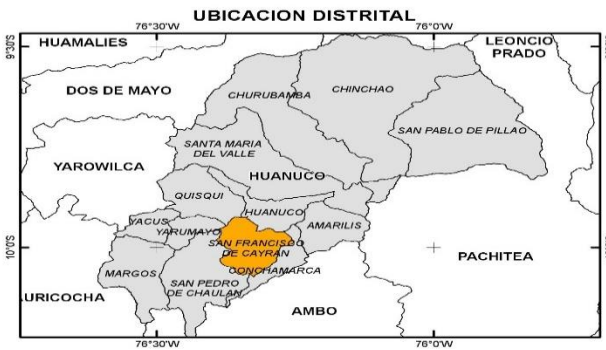 UBICACION DISTRITAL
76°30'W
76°0'W
HUAMALIES
LEONCIO
PRADO
9°30'S
DOS DE MAYO
CHURUBAMBA
CHINCHAO
SAN PABLO DE PILLAO
SANTA MARIA
DEL VALLE
YAROWILCA
HUANUCO
QUISQUI
HUANUCO
YACUS
YARUMAYO
AMARILIS
SAN FRANCISCO
DE CAYRAN
10°0'S
PACHITEA
CONCHAMARCA
MARGOS
SAN PEDRO
DE CHAULAN
AURICOCHA
AMBO
76°30'W
76°0'W